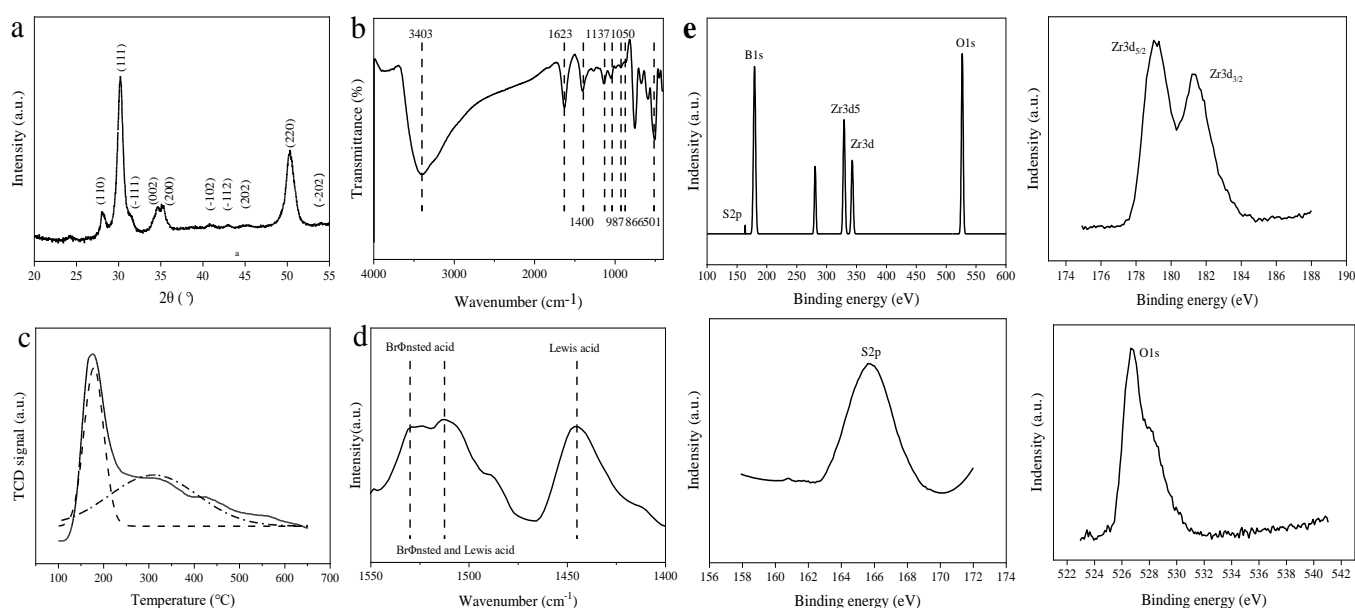 a
Intensity (a.u.)
(110)
(111)
(-111)
(002)
(200)
(-102)
(-112)
(202)
(220)
(-202)
a
20 25 30 35 40 45 50 55
2θ ( °)
b
Transmittance (%)
3403 1623 1137 1050
1400 987 866 501
4000 3000 2000 1000
Wavenumber (cm-1)
c
TCD signal (a.u.)
100 200 300 400 500 600 700
Temperature (°C)
d
Intensity(a.u.)
BrΦnsted acid
Lewis acid
BrΦnsted and Lewis acid
1550 1500 1450 1400
Wavenumber (cm-1)
e
Indensity (a.u.)
S2p
B1s
Zr3d5
Zr3d
O1s
100 150 200 250 300 350 400 450 500 550 600
Binding energy (eV)
Indensity (a.u.)
Zr3d5/2
Zr3d3/2
174 176 178 180 182 184 186 188 190
Binding energy (eV)
Indensity (a.u.)
S2p
156 158 160 162 164 166 168 170 172 174
Binding energy (eV)
Indensity (a.u.)
O1s
522 524 526 528 530 532 534 536 538 540 542
Binding energy (eV)